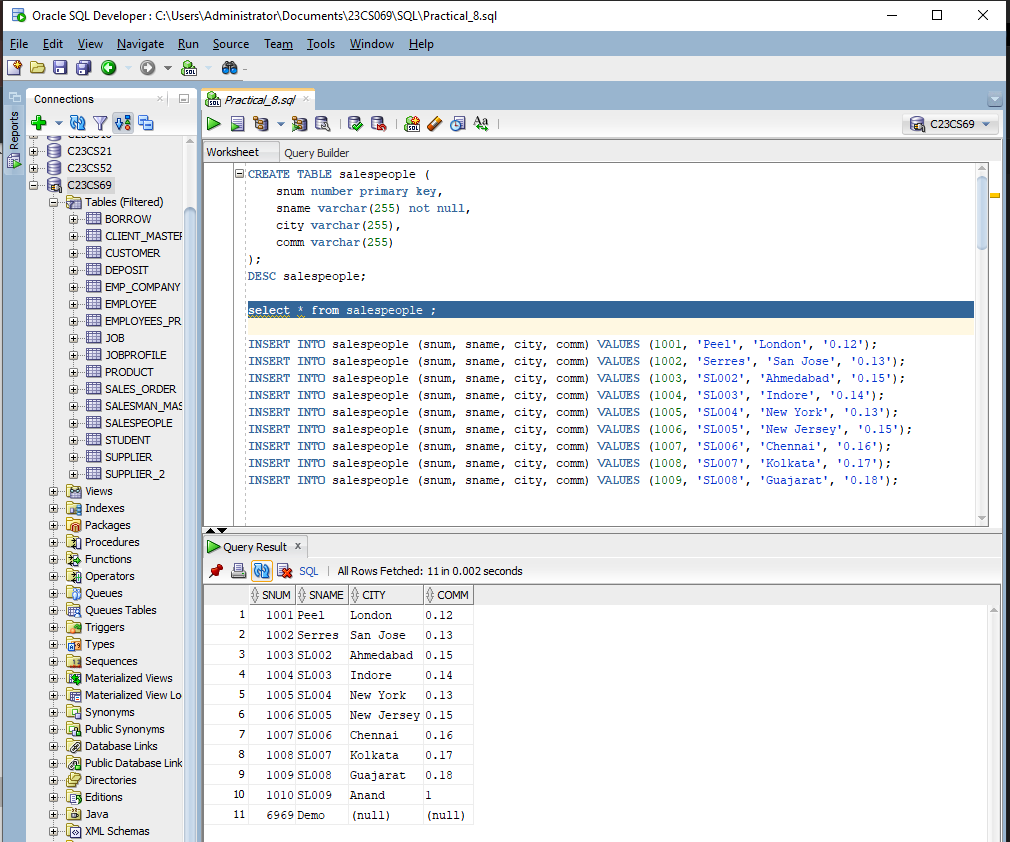 Oracle SQL Developer : C:\Users\Administrator\Documents\23CS069\SQL\Practical_8.sql
File Edit View Navigate Run Source Team Tools Window Help
Reports
Connections
C23CS21
C23CS52
C23CS69
Tables (Filtered)
BORROW
CLIENT_MASTER
CUSTOMER
DEPOSIT
EMP_COMPANY
EMPLOYEE
EMPLOYEES_PR
JOB
JOBPROFILE
PRODUCT
SALES_ORDER
SALESMAN_MAS
SALESPEOPLE
STUDENT
SUPPLIER
SUPPLIER_2
Views
Indexes
Packages
Procedures
Functions
Operators
Queues
Queues Tables
Triggers
Types
Sequences
Materialized Views
Materialized View Lo
Synonyms
Public Synonyms
Database Links
Public Database Link
Directories
Editions
Java
XML Schemas
Practical_8.sql
C23CS69
Worksheet Query Builder
CREATE TABLE salespeople (
snum number primary key,
sname varchar(255) not null,
city varchar(255),
comm varchar(255)
);
DESC salespeople;
select * from salespeople ;
INSERT INTO salespeople (snum, sname, city, comm) VALUES (1001, 'Peel', 'London', '0.12');
INSERT INTO salespeople (snum, sname, city, comm) VALUES (1002, 'Serres', 'San Jose', '0.13');
INSERT INTO salespeople (snum, sname, city, comm) VALUES (1003, 'SL002', 'Ahmedabad', '0.15');
INSERT INTO salespeople (snum, sname, city, comm) VALUES (1004, 'SL003', 'Indore', '0.14');
INSERT INTO salespeople (snum, sname, city, comm) VALUES (1005, 'SL004', 'New York', '0.13');
INSERT INTO salespeople (snum, sname, city, comm) VALUES (1006, 'SL005', 'New Jersey', '0.15');
INSERT INTO salespeople (snum, sname, city, comm) VALUES (1007, 'SL006', 'Chennai', '0.16');
INSERT INTO salespeople (snum, sname, city, comm) VALUES (1008, 'SL007', 'Kolkata', '0.17');
INSERT INTO salespeople (snum, sname, city, comm) VALUES (1009, 'SL008', 'Guajarat', '0.18');
Query Result
SQL | All Rows Fetched: 11 in 0.002 seconds
SNUM SNAME CITY COMM
1 1001 Peel London 0.12
2 1002 Serres San Jose 0.13
3 1003 SL002 Ahmedabad 0.15
4 1004 SL003 Indore 0.14
5 1005 SL004 New York 0.13
6 1006 SL005 New Jersey 0.15
7 1007 SL006 Chennai 0.16
8 1008 SL007 Kolkata 0.17
9 1009 SL008 Guajarat 0.18
10 1010 SL009 Anand 1
11 6969 Demo (null) (null)